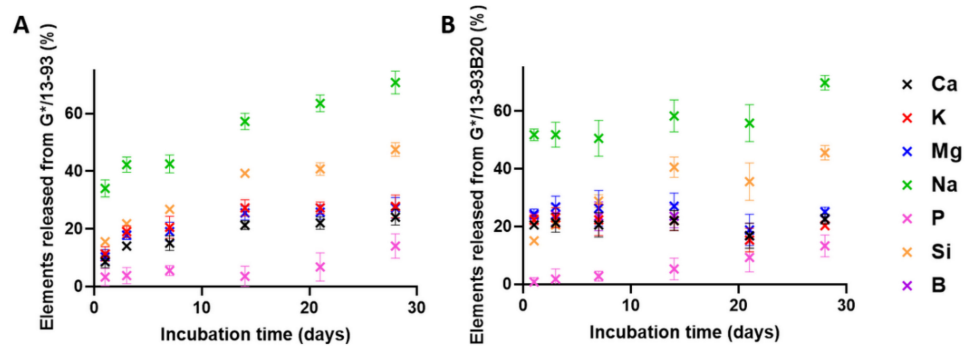 A
Elements released from G*/13-93 (%)
60
40
20
0
0
10
20
30
Incubation time (days)
B
Elements released from G*/13-93B20 (%)
60
40
20
0
0
10
20
30
Incubation time (days)
Ca
K
Mg
Na
P
Si
B